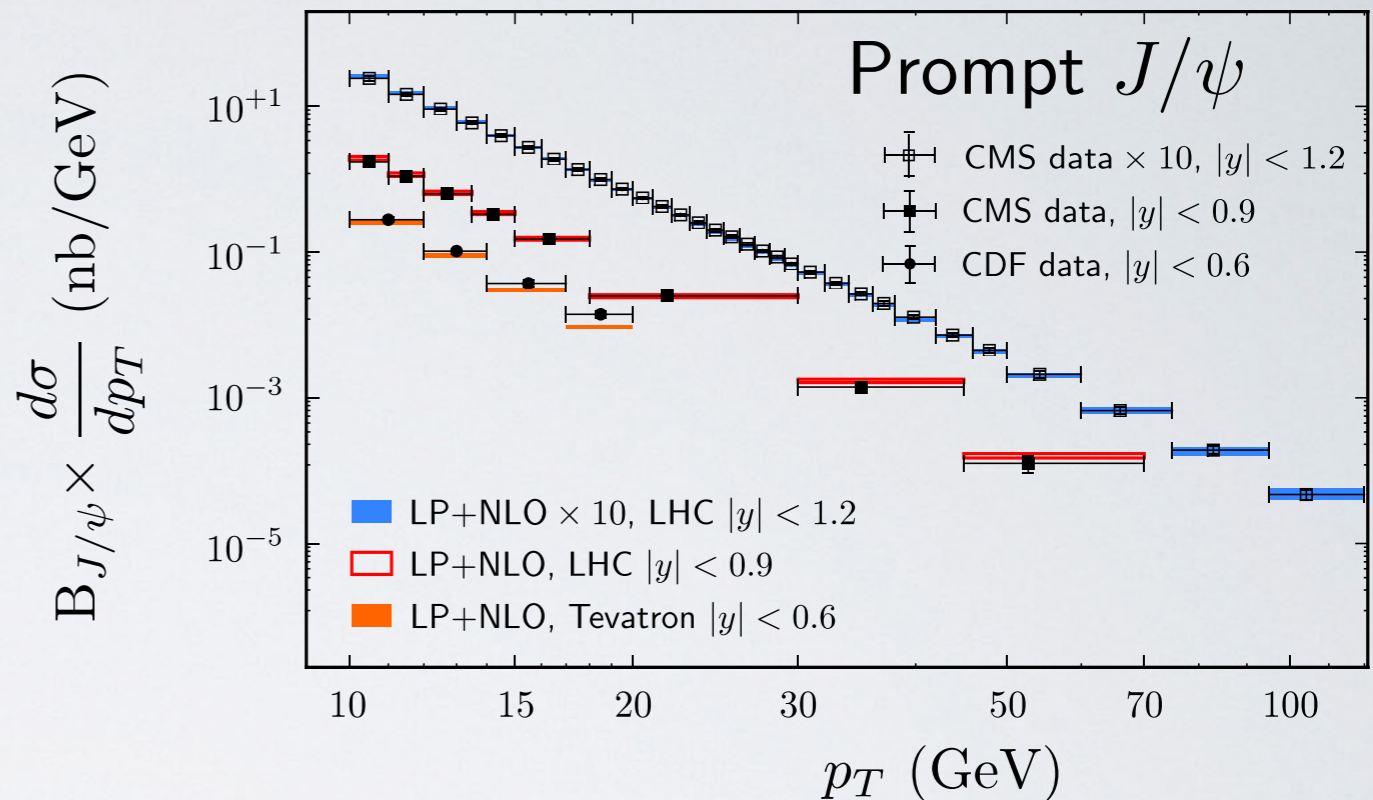 Prompt J/ψ
CMS data × 10, |y| < 1.2
CMS data, |y| < 0.9
CDF data, |y| < 0.6
B_{J/ψ} × dσ/dp_T (nb/GeV)
10^{+1}
10^{−1}
10^{−3}
10^{−5}
LP+NLO × 10, LHC |y| < 1.2
LP+NLO, LHC |y| < 0.9
LP+NLO, Tevatron |y| < 0.6
10 15 20 30 50 70 100
p_T (GeV)